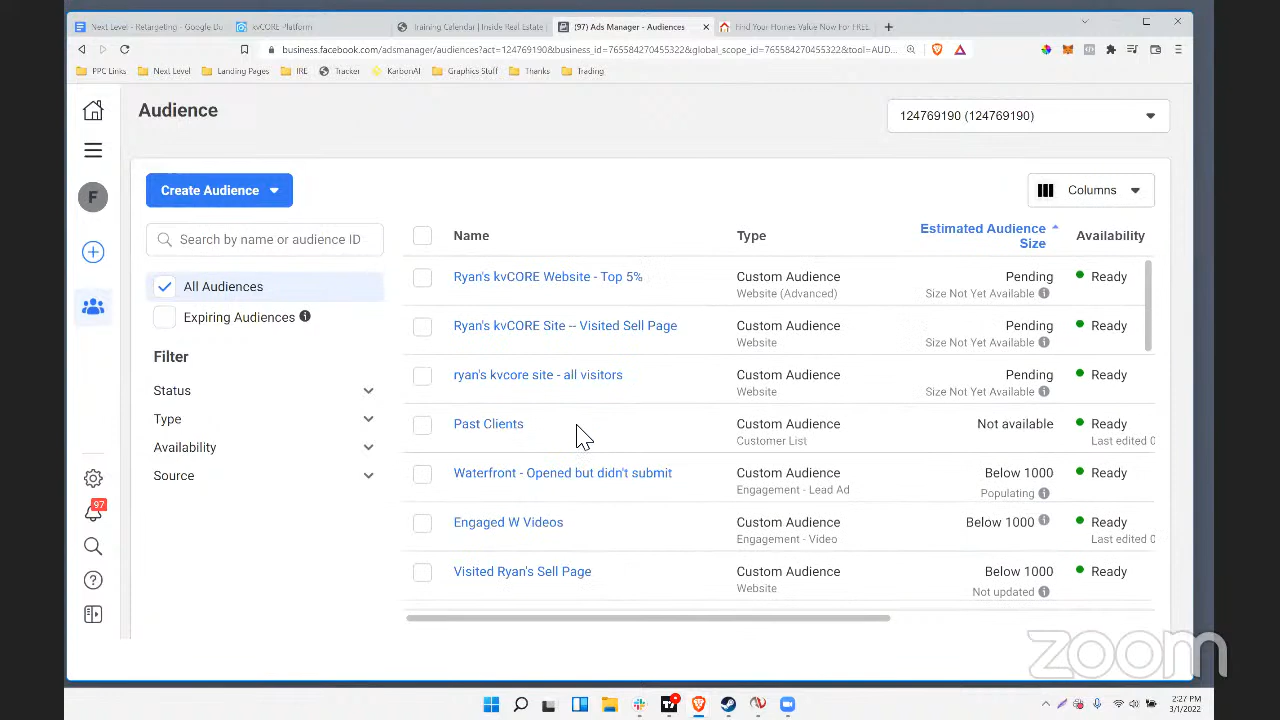 Next Level - Retargeting - Google Do
kvCORE Platform
Training Calendar | Inside Real Estate
(97) Ads Manager - Audiences
Find Your Homes Value Now For FREE
business.facebook.com/adsmanager/audiences?act=124769190&business_id=765584270455322&global_scope_id=765584270455322&tool=AUD...
PPC Links
Next Level
Landing Pages
IRE
Tracker
KarbonAI
Graphics Stuff
Thanks
Trading
Audience
124769190 (124769190)
Create Audience
Columns
Search by name or audience ID
Name
Type
Estimated Audience
Size
Availability
All Audiences
Expiring Audiences
Filter
Status
Type
Availability
Source
Ryan's kvCORE Website - Top 5%
Custom Audience
Website (Advanced)
Pending
Size Not Yet Available
Ready
Ryan's kvCORE Site -- Visited Sell Page
Custom Audience
Website
Pending
Size Not Yet Available
Ready
ryan's kvcore site - all visitors
Custom Audience
Website
Pending
Size Not Yet Available
Ready
Past Clients
Custom Audience
Customer List
Not available
Ready
Last edited 0
Waterfront - Opened but didn't submit
Custom Audience
Engagement - Lead Ad
Below 1000
Populating
Ready
Engaged W Videos
Custom Audience
Engagement - Video
Below 1000
Ready
Last edited 0
Visited Ryan's Sell Page
Custom Audience
Website
Below 1000
Not updated
Ready
F
97
zoom
2:27 PM
3/1/2022